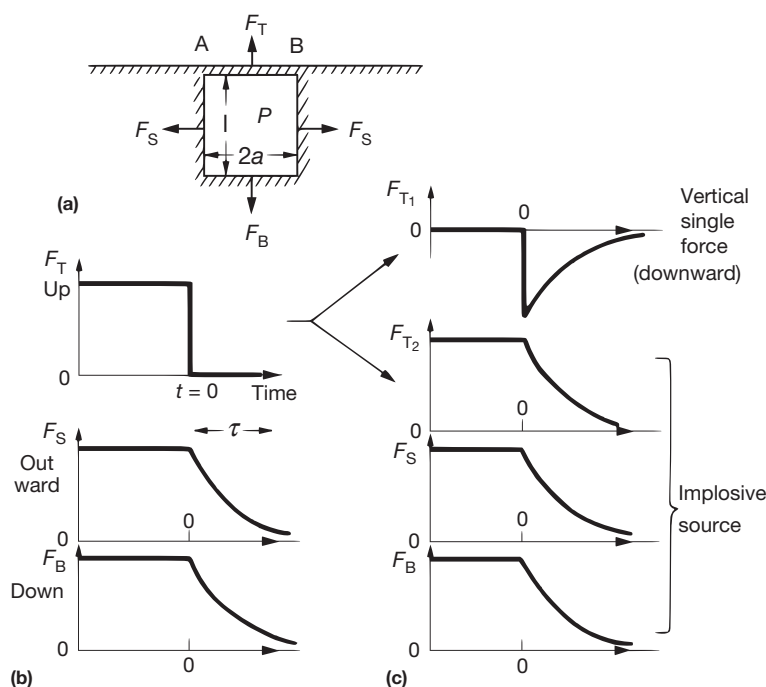 F_T
A B
P
l
F_S F_S
2a
(a)
F_B
F_T
Up
0
t = 0 Time
F_S τ
Out
ward
0
0
F_B
Down
0
0
(b)
F_T1
0
0
Vertical
single
force
(downward)
F_T2
0
0
F_S
0
0
F_B
0
0
Implosive
source
(c)